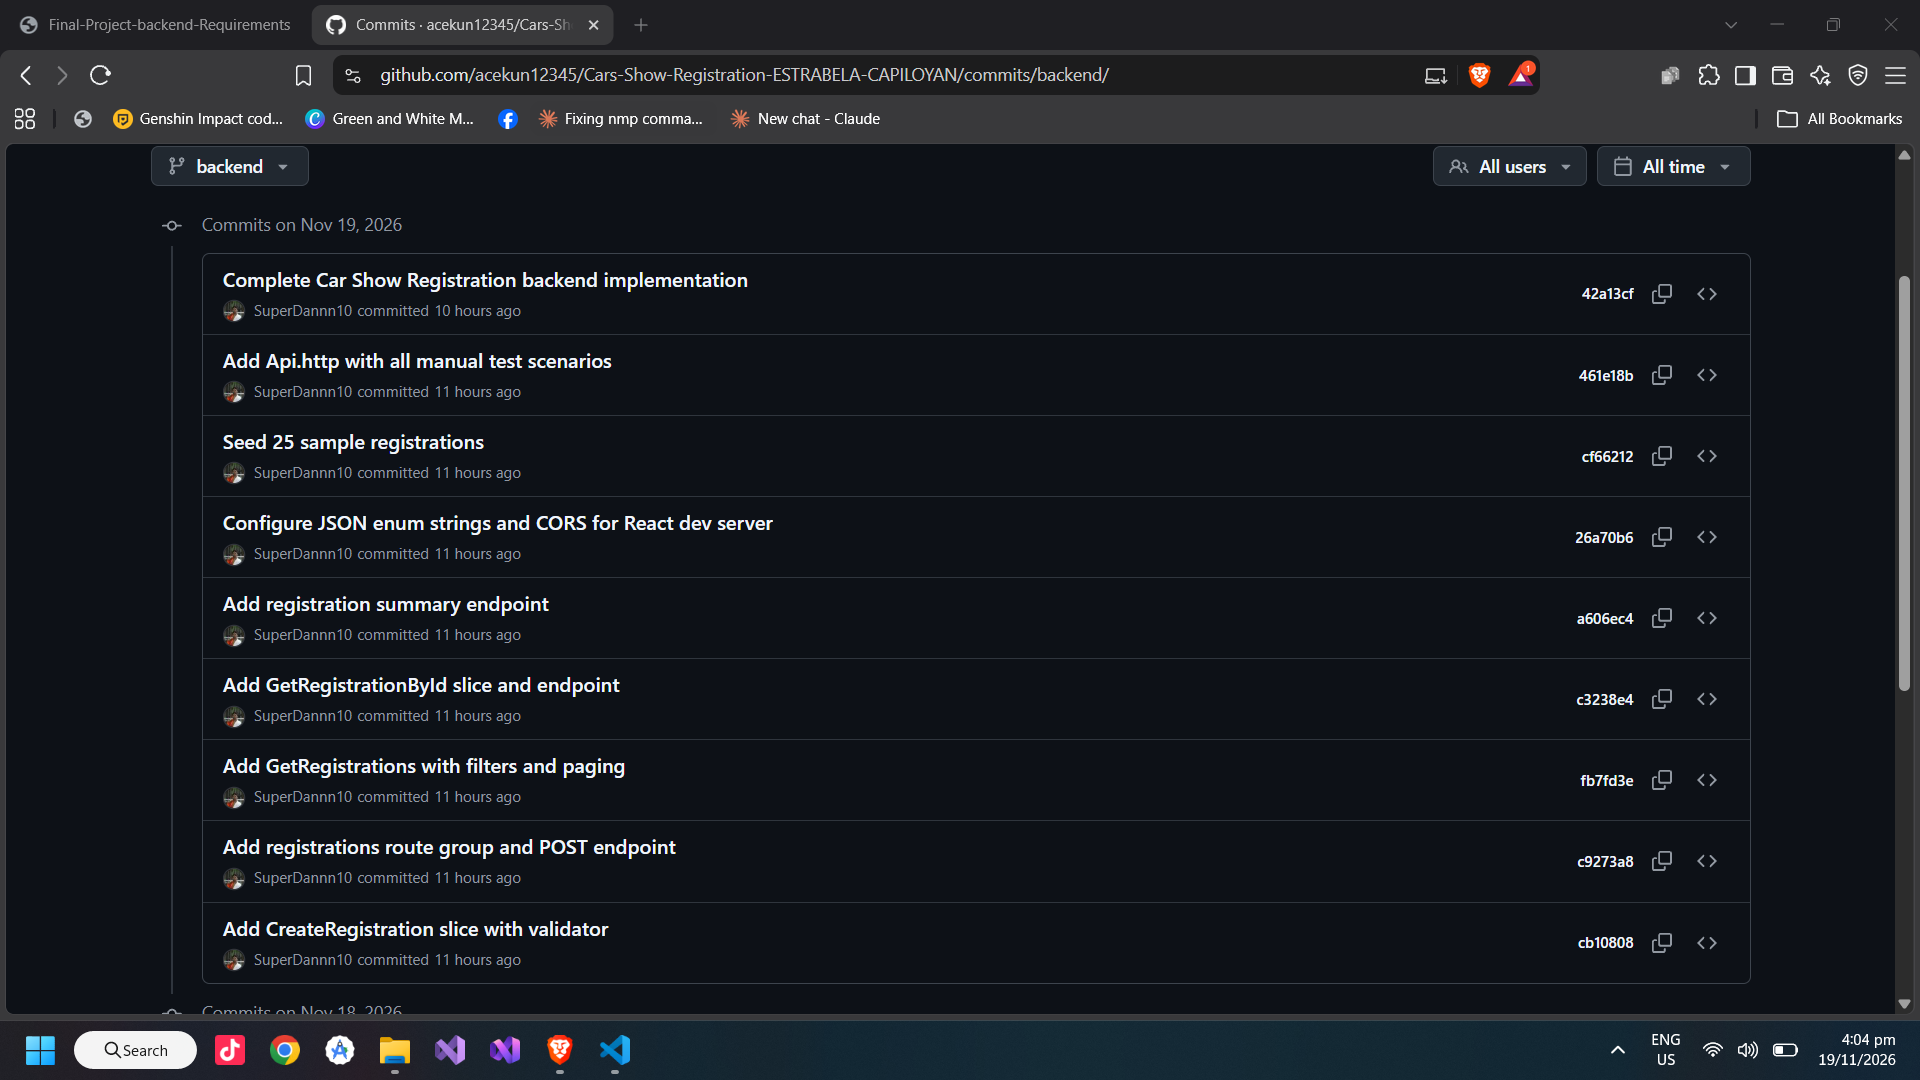 Final-Project-backend-Requirements
Commits · acekun12345/Cars-Sh
github.com/acekun12345/Cars-Show-Registration-ESTRABELA-CAPILOYAN/commits/backend/
1
Genshin Impact cod...
Green and White M...
Fixing nmp comma...
New chat - Claude
All Bookmarks
backend
All users
All time
Commits on Nov 19, 2026
Complete Car Show Registration backend implementation
SuperDannn10 committed 10 hours ago
42a13cf
Add Api.http with all manual test scenarios
SuperDannn10 committed 11 hours ago
461e18b
Seed 25 sample registrations
SuperDannn10 committed 11 hours ago
cf66212
Configure JSON enum strings and CORS for React dev server
SuperDannn10 committed 11 hours ago
26a70b6
Add registration summary endpoint
SuperDannn10 committed 11 hours ago
a606ec4
Add GetRegistrationById slice and endpoint
SuperDannn10 committed 11 hours ago
c3238e4
Add GetRegistrations with filters and paging
SuperDannn10 committed 11 hours ago
fb7fd3e
Add registrations route group and POST endpoint
SuperDannn10 committed 11 hours ago
c9273a8
Add CreateRegistration slice with validator
SuperDannn10 committed 11 hours ago
cb10808
Commits on Nov 18, 2026
Search
ENG
US
4:04 pm
19/11/2026